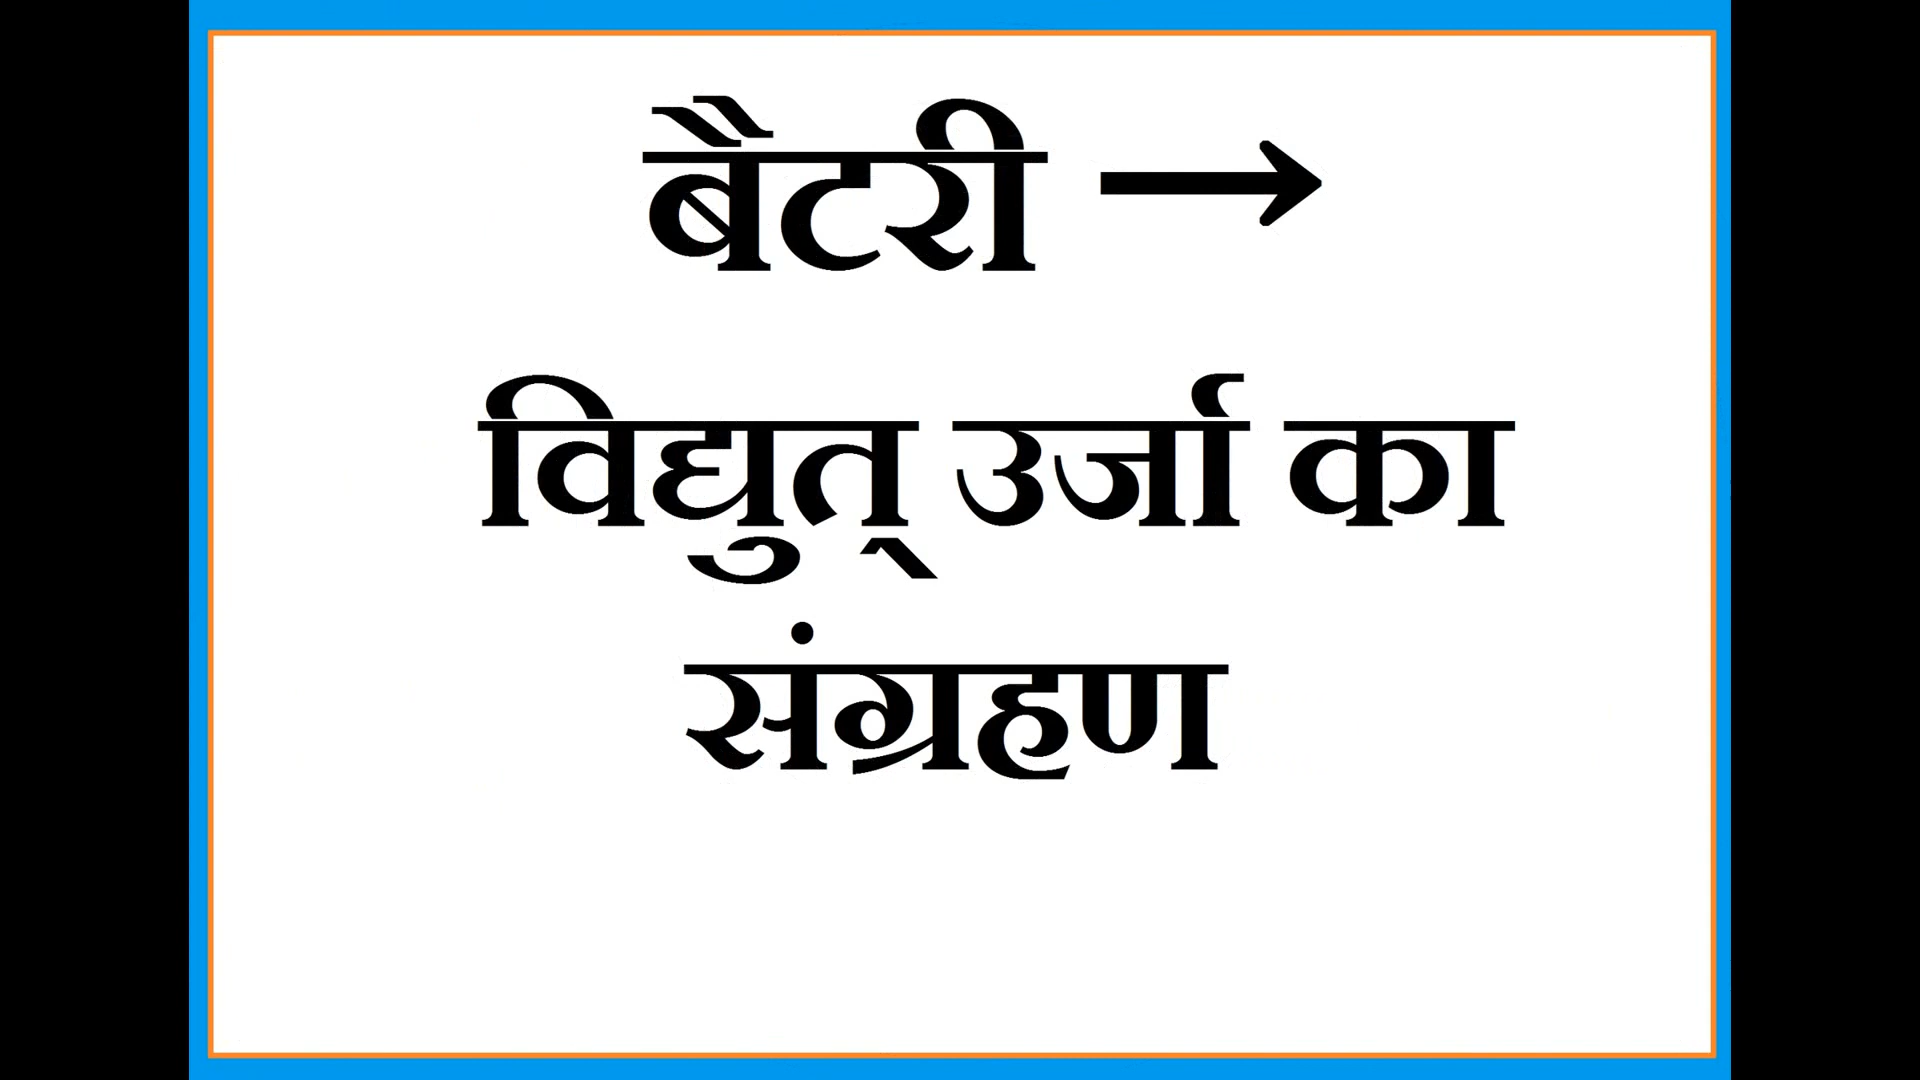 बैटरी →
विद्युत् उर्जा का
संग्रहण